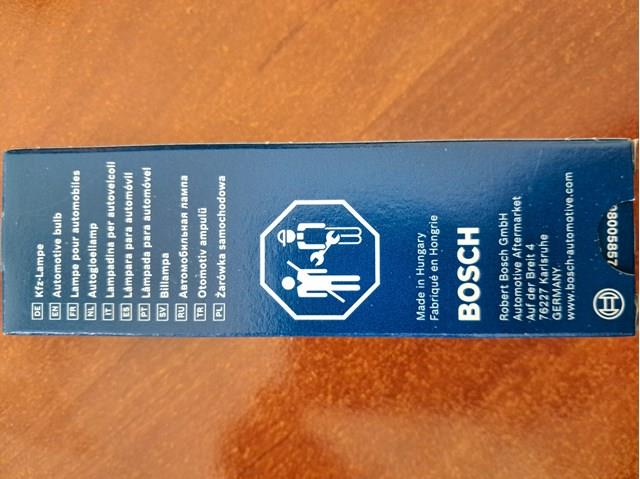 DE Kfz-Lampe
EN Automotive bulb
FR Lampe pour automobiles
NL Autogloeilamp
IT Lampadina per autoveicoli
ES Lámpara para automóvil
PT Lâmpada para automóvel
SV Billampa
RU Автомобильная лампа
TR Otomotiv ampulü
PL Żarówka samochodowa
Made in Hungary
Fabriqué en Hongrie
BOSCH
Robert Bosch GmbH
Automotive Aftermarket
Auf der Breit 4
76227 Karlsruhe
GERMANY
www.bosch-automotive.com